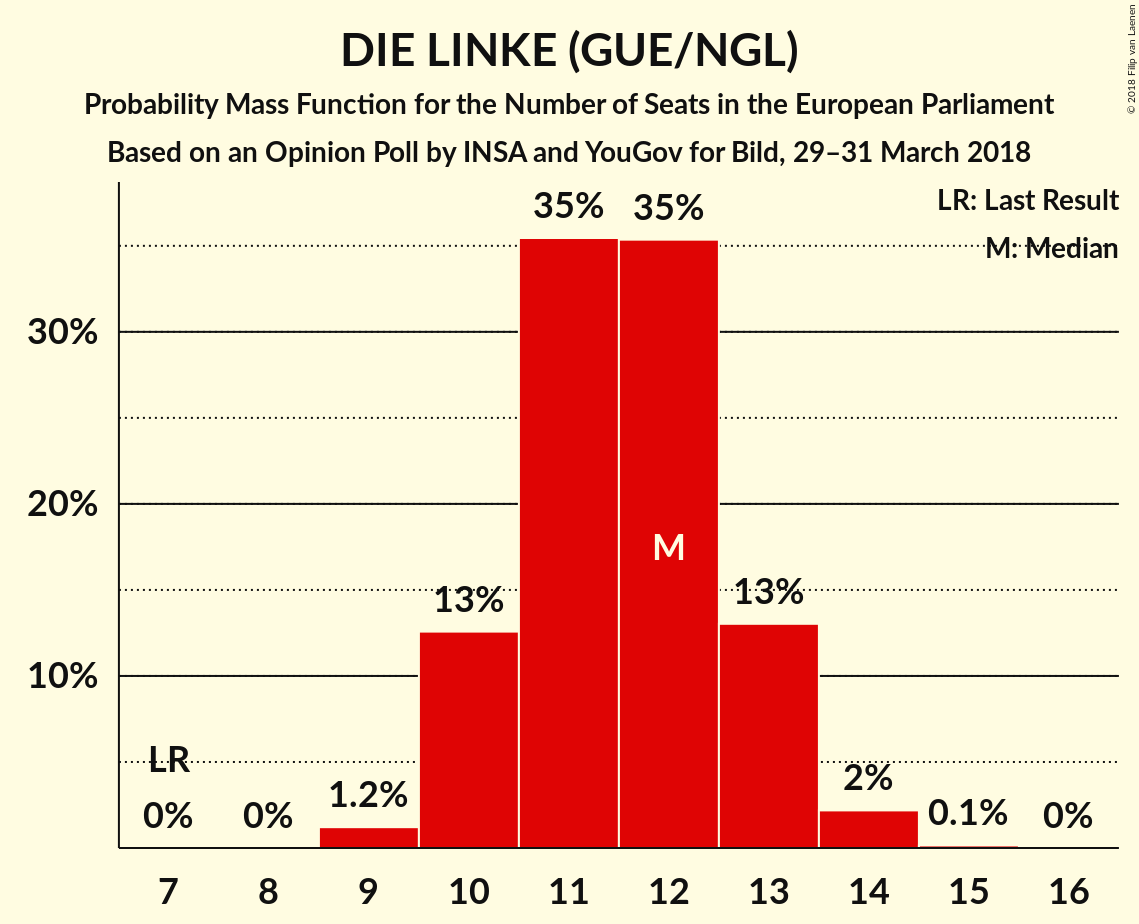 DIE LINKE (GUE/NGL)
Probability Mass Function for the Number of Seats in the European Parliament
Based on an Opinion Poll by INSA and YouGov for Bild, 29–31 March 2018
© 2018 Filip van Laenen
LR: Last Result
M: Median
35% 35%
30%
20%
M
13% 13%
10%
LR
0% 0% 1.2% 2% 0.1% 0%
7 8 9 10 11 12 13 14 15 16